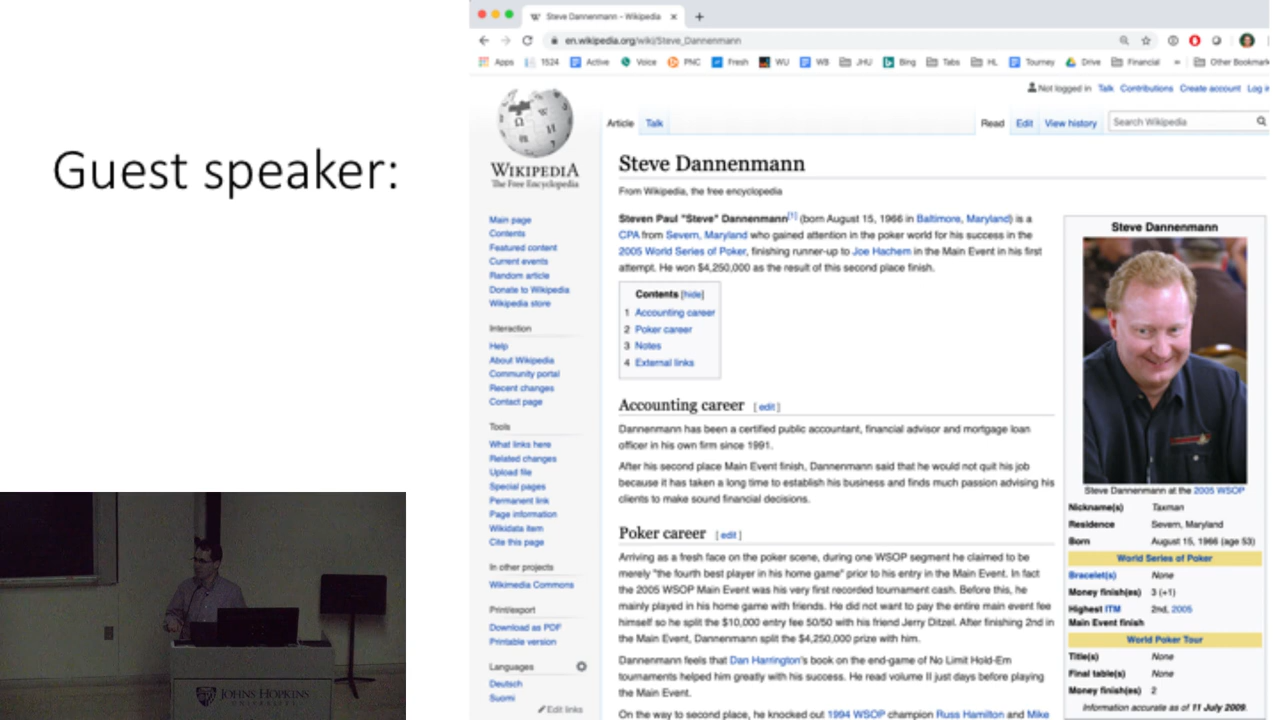 Guest speaker:
Steve Dannenmann - Wikipedia
en.wikipedia.org/wiki/Steve_Dannenmann
Apps 1524 Active Voice PNC Fresh WU WB JHU Bing Tabs HL Tourney Drive Financial » Other Bookmark
Not logged in Talk Contributions Create account Log in
Article Talk Read Edit View history Search Wikipedia
WIKIPEDIA
The Free Encyclopedia
Main page
Contents
Featured content
Current events
Random article
Donate to Wikipedia
Wikipedia store
Interaction
Help
About Wikipedia
Community portal
Recent changes
Contact page
Tools
What links here
Related changes
Upload file
Special pages
Permanent link
Page information
Wikidata item
Cite this page
In other projects
Wikimedia Commons
Print/export
Download as PDF
Printable version
Languages
Deutsch
Suomi
Edit links
Steve Dannenmann
From Wikipedia, the free encyclopedia
Steven Paul "Steve" Dannenmann[1] (born August 15, 1966 in Baltimore, Maryland) is a
CPA from Severn, Maryland who gained attention in the poker world for his success in the
2005 World Series of Poker, finishing runner-up to Joe Hachem in the Main Event in his first
attempt. He won $4,250,000 as the result of this second place finish.
Contents [hide]
1 Accounting career
2 Poker career
3 Notes
4 External links
Accounting career [ edit ]
Dannenmann has been a certified public accountant, financial advisor and mortgage loan
officer in his own firm since 1991.
After his second place Main Event finish, Dannenmann said that he would not quit his job
because it has taken a long time to establish his business and finds much passion advising his
clients to make sound financial decisions.
Poker career [ edit ]
Arriving as a fresh face on the poker scene, during one WSOP segment he claimed to be
merely "the fourth best player in his home game" prior to his entry in the Main Event. In fact
the 2005 WSOP Main Event was his very first recorded tournament cash. Before this, he
mainly played in his home game with friends. He did not want to pay the entire main event fee
himself so he split the $10,000 entry fee 50/50 with his friend Jerry Ditzel. After finishing 2nd in
the Main Event, Dannenmann split the $4,250,000 prize with him.
Dannenmann feels that Dan Harrington's book on the end-game of No Limit Hold-Em
tournaments helped him greatly with his success. He read volume II just days before playing
the Main Event.
On the way to second place, he knocked out 1994 WSOP champion Russ Hamilton and Mike
Steve Dannenmann
Steve Dannenmann at the 2005 WSOP
Nickname(s) Taxman
Residence Severn, Maryland
Born August 15, 1966 (age 53)
World Series of Poker
Bracelet(s) None
Money finish(es) 3 (+1)
Highest ITM 2nd, 2005
Main Event finish
World Poker Tour
Title(s) None
Final table(s) None
Money finish(es) 2
Information accurate as of 11 July 2009.
JOHNS HOPKINS
UNIVERSITY